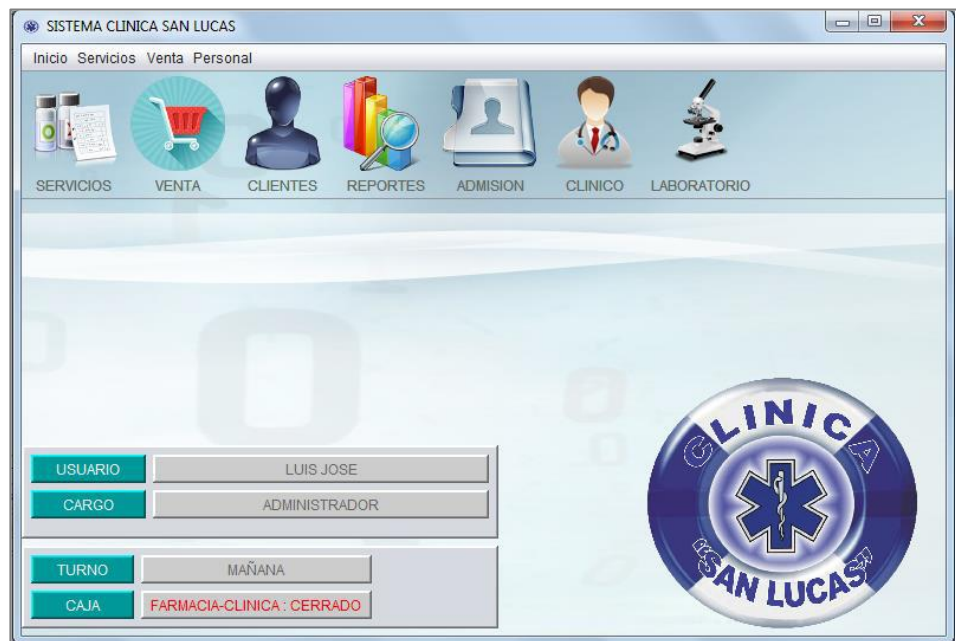 SISTEMA CLINICA SAN LUCAS
Inicio Servicios Venta Personal
SERVICIOS VENTA CLIENTES REPORTES ADMISION CLINICO LABORATORIO
CLINICA
"SAN LUCAS"
USUARIO LUIS JOSE
CARGO ADMINISTRADOR
TURNO MAÑANA
CAJA FARMACIA-CLINICA : CERRADO